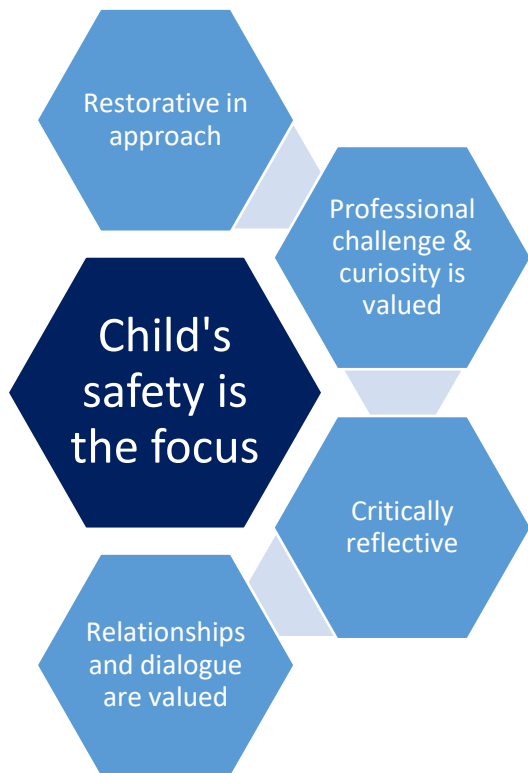 Restorative in
approach
Professional
challenge &
curiosity is
valued
Child's
safety is
the focus
Critically
reflective
Relationships
and dialogue
are valued